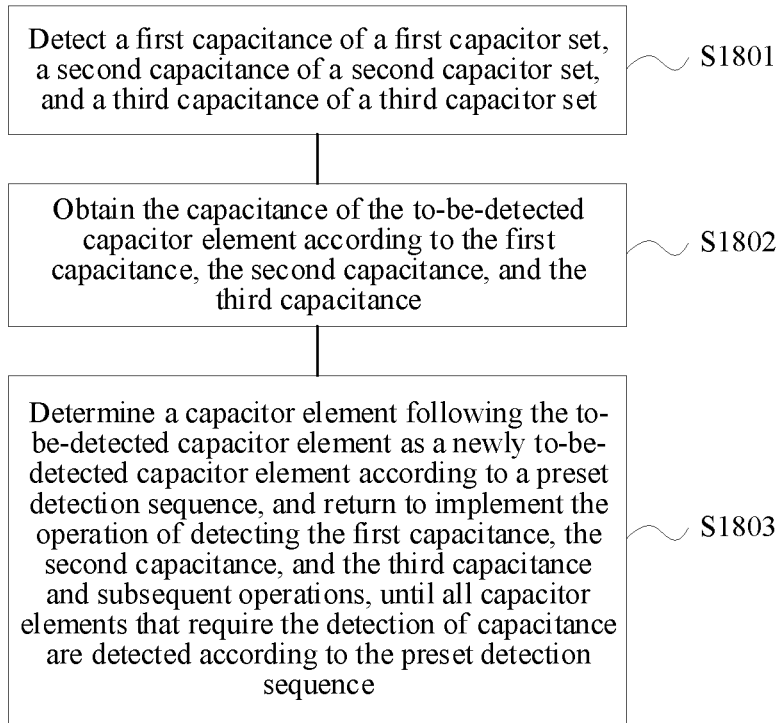 Detect a first capacitance of a first capacitor set,
a second capacitance of a second capacitor set,
and a third capacitance of a third capacitor set
S1801
Obtain the capacitance of the to-be-detected
capacitor element according to the first
capacitance, the second capacitance, and the
third capacitance
S1802
Determine a capacitor element following the to-
be-detected capacitor element as a newly to-be-
detected capacitor element according to a preset
detection sequence, and return to implement the
operation of detecting the first capacitance, the
second capacitance, and the third capacitance
and subsequent operations, until all capacitor
elements that require the detection of capacitance
are detected according to the preset detection
sequence
S1803